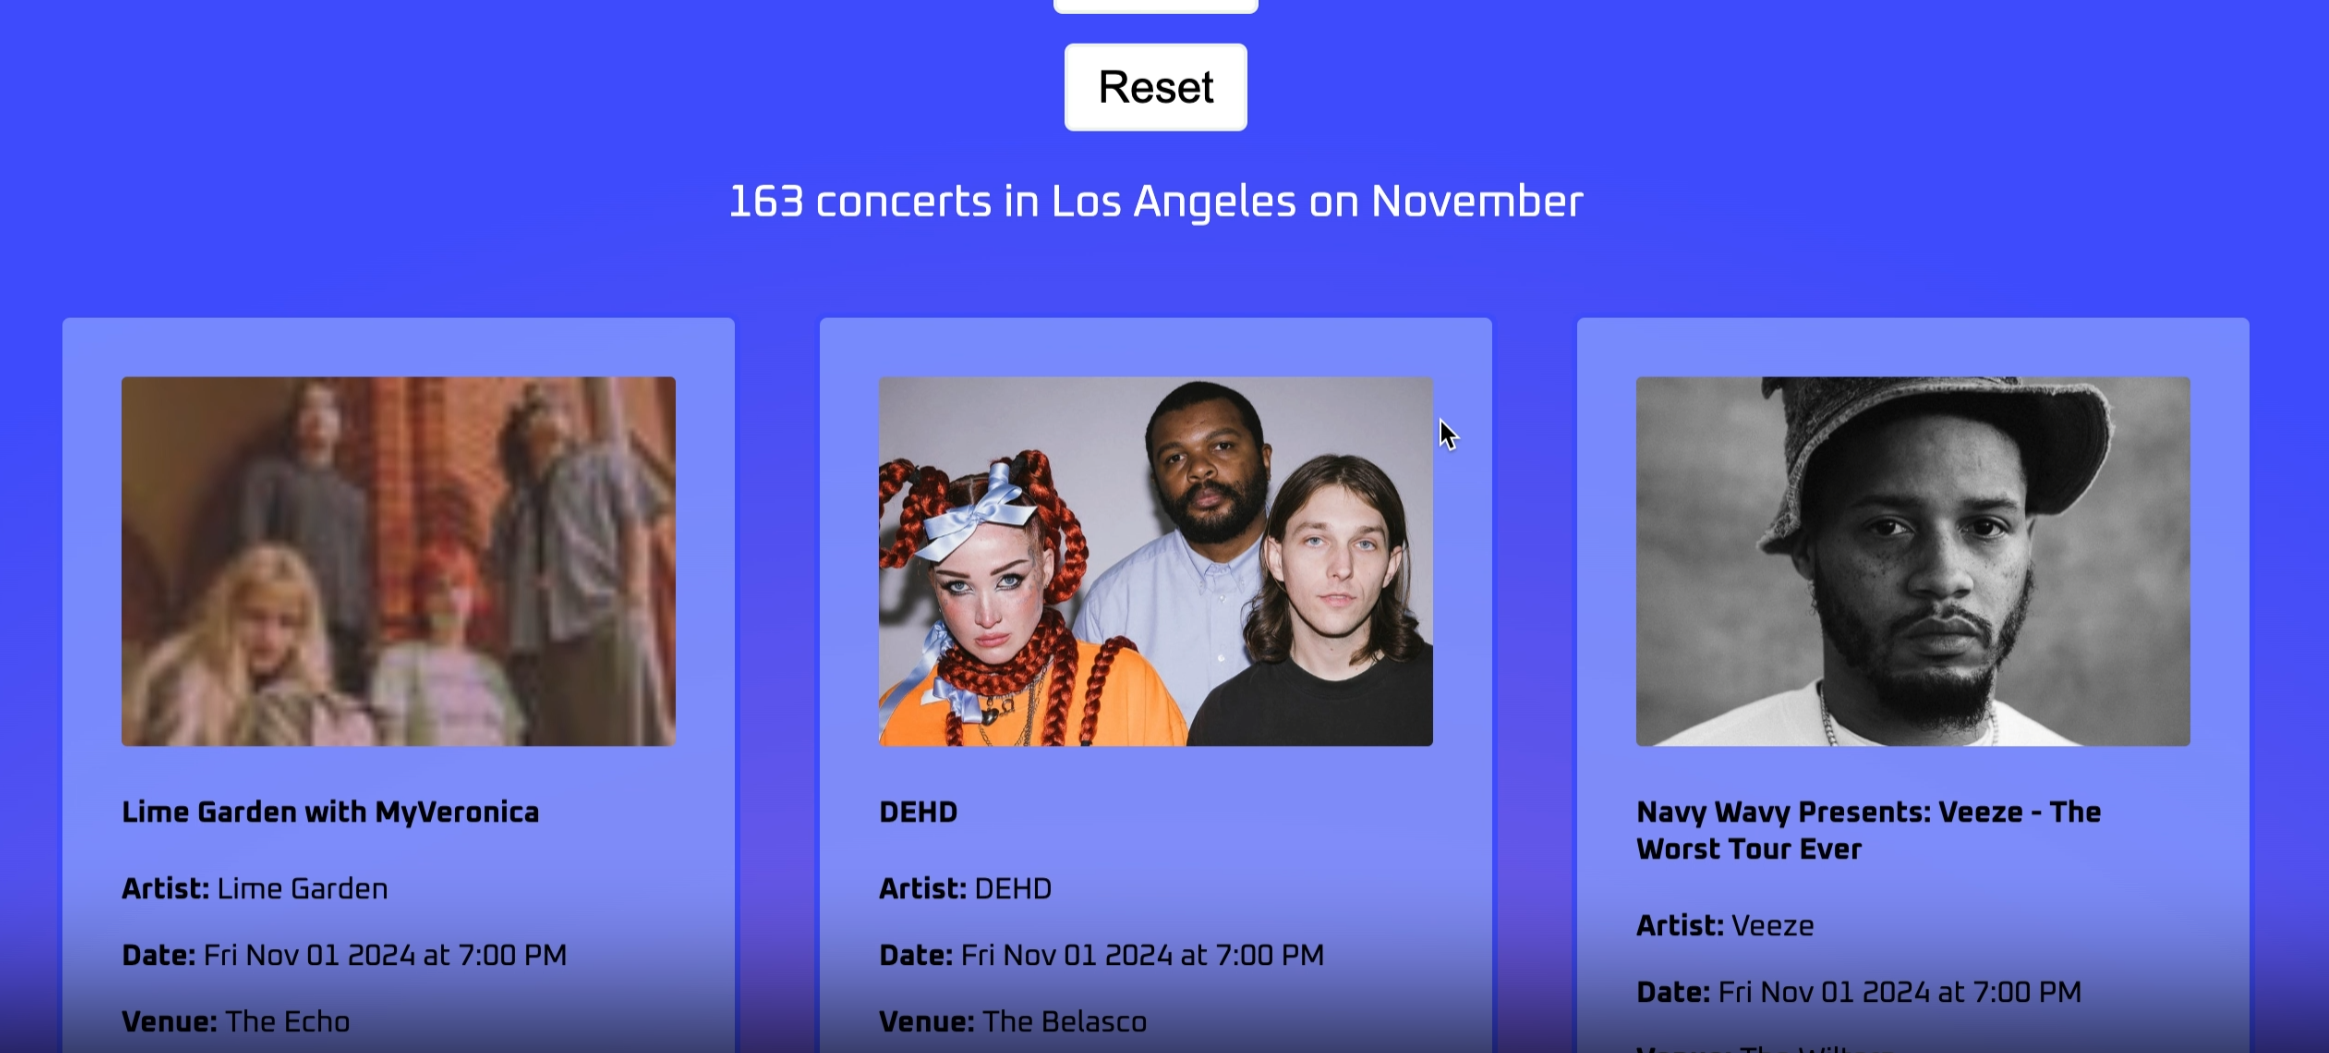 Reset
163 concerts in Los Angeles on November
Lime Garden with MyVeronica
Artist: Lime Garden
Date: Fri Nov 01 2024 at 7:00 PM
Venue: The Echo
DEHD
Artist: DEHD
Date: Fri Nov 01 2024 at 7:00 PM
Venue: The Belasco
Navy Wavy Presents: Veeze - The
Worst Tour Ever
Artist: Veeze
Date: Fri Nov 01 2024 at 7:00 PM